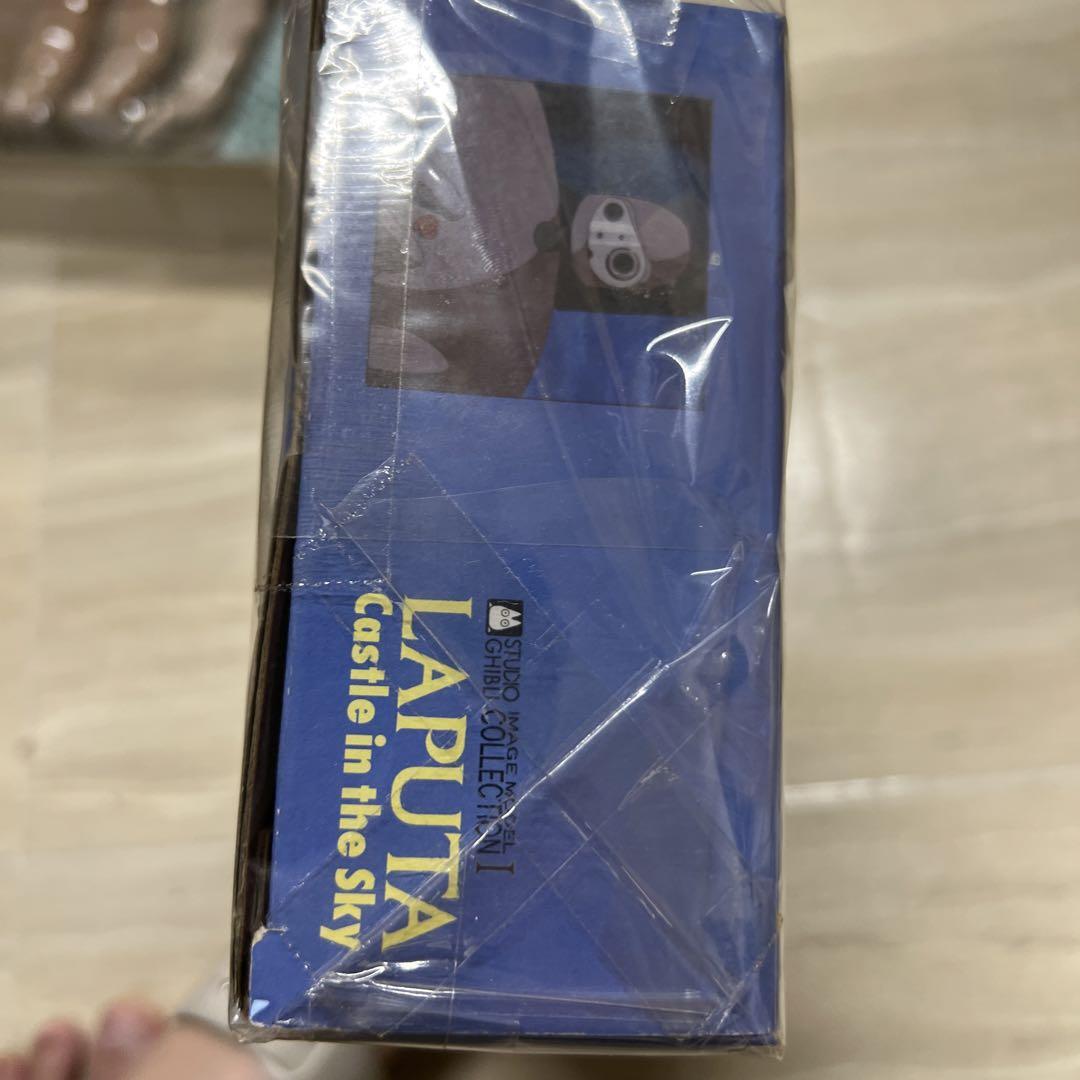 STUDIO IMAGE MODEL
GHIBLI COLLECTION I
LAPUTA
Castle in the Sky